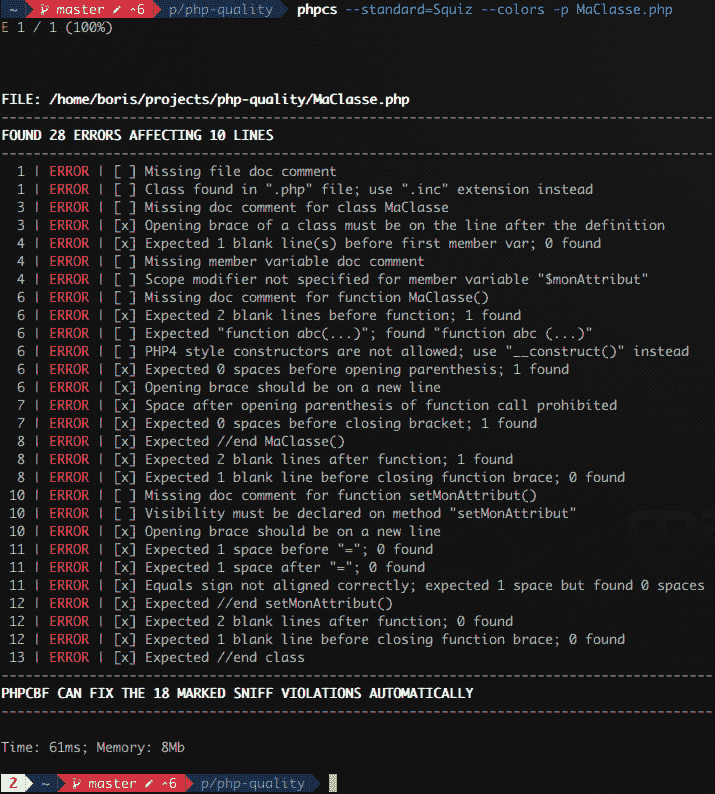 ~ master ^6 p/php-quality phpcs --standard=Squiz --colors -p MaClasse.php
E 1 / 1 (100%)
FILE: /home/boris/projects/php-quality/MaClasse.php
----------------------------------------------------------------------
FOUND 28 ERRORS AFFECTING 10 LINES
----------------------------------------------------------------------
1 | ERROR | [ ] Missing file doc comment
1 | ERROR | [ ] Class found in ".php" file; use ".inc" extension instead
3 | ERROR | [ ] Missing doc comment for class MaClasse
3 | ERROR | [x] Opening brace of a class must be on the line after the definition
4 | ERROR | [x] Expected 1 blank line(s) before first member var; 0 found
4 | ERROR | [ ] Missing member variable doc comment
4 | ERROR | [ ] Scope modifier not specified for member variable "$monAttribut"
6 | ERROR | [ ] Missing doc comment for function MaClasse()
6 | ERROR | [x] Expected 2 blank lines before function; 1 found
6 | ERROR | [ ] Expected "function abc(...)"; found "function abc (...)"
6 | ERROR | [ ] PHP4 style constructors are not allowed; use "__construct()" instead
6 | ERROR | [x] Expected 0 spaces before opening parenthesis; 1 found
6 | ERROR | [x] Opening brace should be on a new line
7 | ERROR | [x] Space after opening parenthesis of function call prohibited
7 | ERROR | [x] Expected 0 spaces before closing bracket; 1 found
8 | ERROR | [x] Expected //end MaClasse()
8 | ERROR | [x] Expected 2 blank lines after function; 1 found
8 | ERROR | [x] Expected 1 blank line before closing function brace; 0 found
10 | ERROR | [ ] Missing doc comment for function setMonAttribut()
10 | ERROR | [ ] Visibility must be declared on method "setMonAttribut"
10 | ERROR | [x] Opening brace should be on a new line
11 | ERROR | [x] Expected 1 space before "="; 0 found
11 | ERROR | [x] Expected 1 space after "="; 0 found
11 | ERROR | [x] Equals sign not aligned correctly; expected 1 space but found 0 spaces
12 | ERROR | [x] Expected //end setMonAttribut()
12 | ERROR | [x] Expected 2 blank lines after function; 0 found
12 | ERROR | [x] Expected 1 blank line before closing function brace; 0 found
13 | ERROR | [x] Expected //end class
----------------------------------------------------------------------
PHPCBF CAN FIX THE 18 MARKED SNIFF VIOLATIONS AUTOMATICALLY
----------------------------------------------------------------------
Time: 61ms; Memory: 8Mb
2 ~ master ^6 p/php-quality